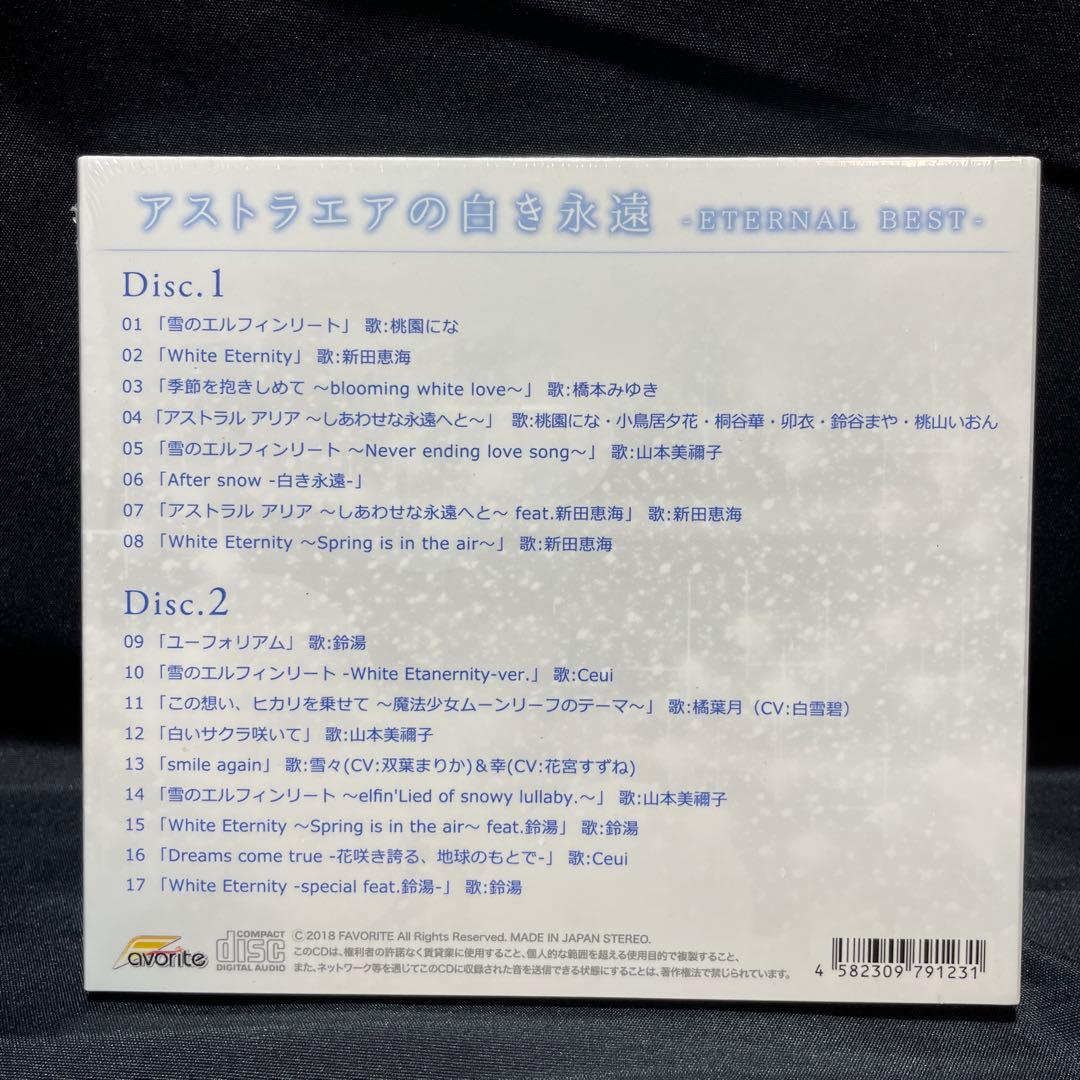 アストラエアの白き永遠 -ETERNAL BEST-
Disc.1
01 「雪のエルフィンリート」 歌:桃園にな
02 「White Eternity」 歌:新田恵海
03 「季節を抱きしめて ～blooming white love～」 歌:橋本みゆき
04 「アストラル アリア ～しあわせな永遠へと～」 歌:桃園にな・小鳥居夕花・桐谷華・卯衣・鈴谷まや・桃山いおん
05 「雪のエルフィンリート ～Never ending love song～」 歌:山本美禰子
06 「After snow -白き永遠-」
07 「アストラル アリア ～しあわせな永遠へと～ feat.新田恵海」 歌:新田恵海
08 「White Eternity ～Spring is in the air～」 歌:新田恵海
Disc.2
09 「ユーフォリアム」 歌:鈴湯
10 「雪のエルフィンリート -White Etanernity-ver.」 歌:Ceui
11 「この想い、ヒカリを乗せて ～魔法少女ムーンリーフのテーマ～」 歌:橘葉月（CV:白雪碧）
12 「白いサクラ咲いて」 歌:山本美禰子
13 「smile again」 歌:雪々(CV:双葉まりか)＆幸(CV:花宮すずね)
14 「雪のエルフィンリート ～elfin'Lied of snowy lullaby.～」 歌:山本美禰子
15 「White Eternity ～Spring is in the air～ feat.鈴湯」 歌:鈴湯
16 「Dreams come true -花咲き誇る、地球のもとで-」 歌:Ceui
17 「White Eternity -special feat.鈴湯-」 歌:鈴湯
Favorite
COMPACT
disc
DIGITAL AUDIO
Ⓒ2018 FAVORITE All Rights Reserved. MADE IN JAPAN STEREO.
このCDは、権利者の許諾なく賃貸業に使用すること、個人的な範囲を超える使用目的で複製すること、
また、ネットワーク等を通じてこのCDに収録された音を送信できる状態にすることは、著作権法で禁じられています。
4 582309 791231